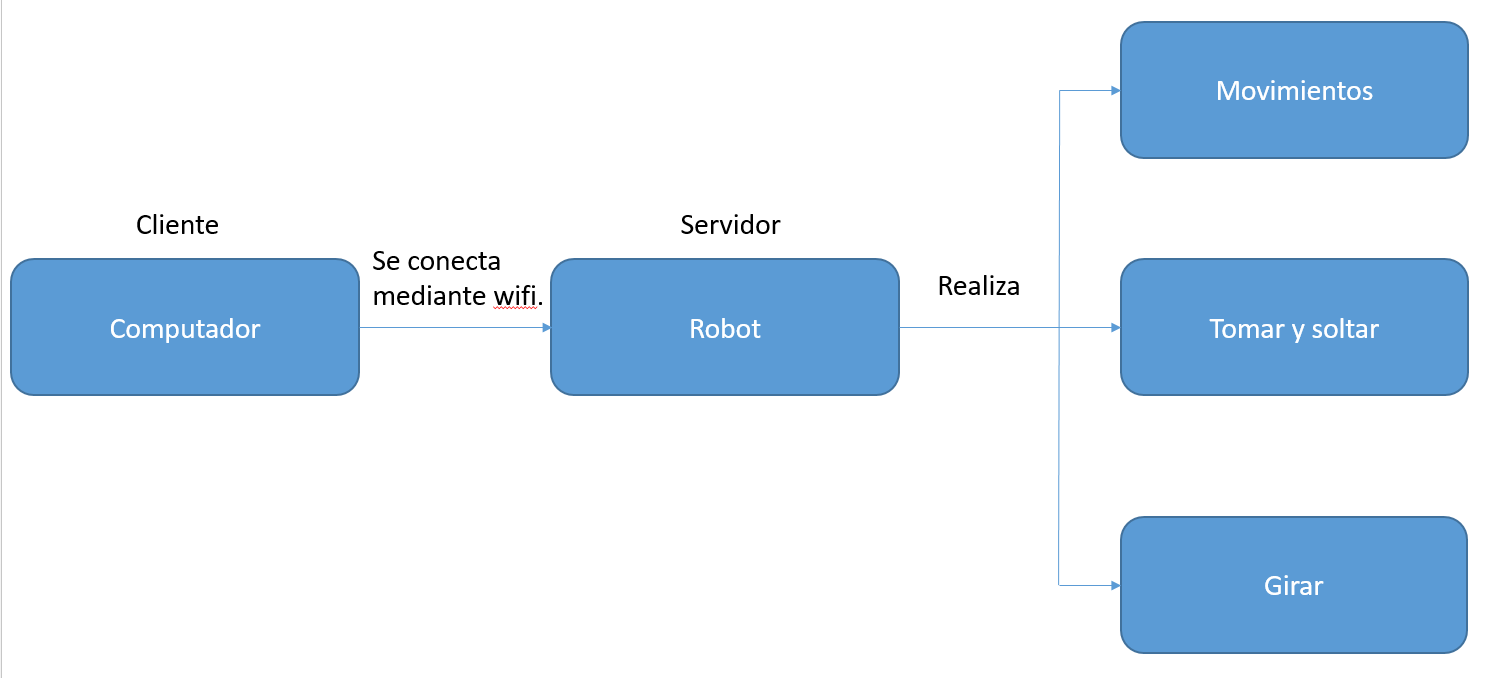 Movimientos
Cliente
Servidor
Se conecta
mediante wifi.
Realiza
Computador
Robot
Tomar y soltar
Girar